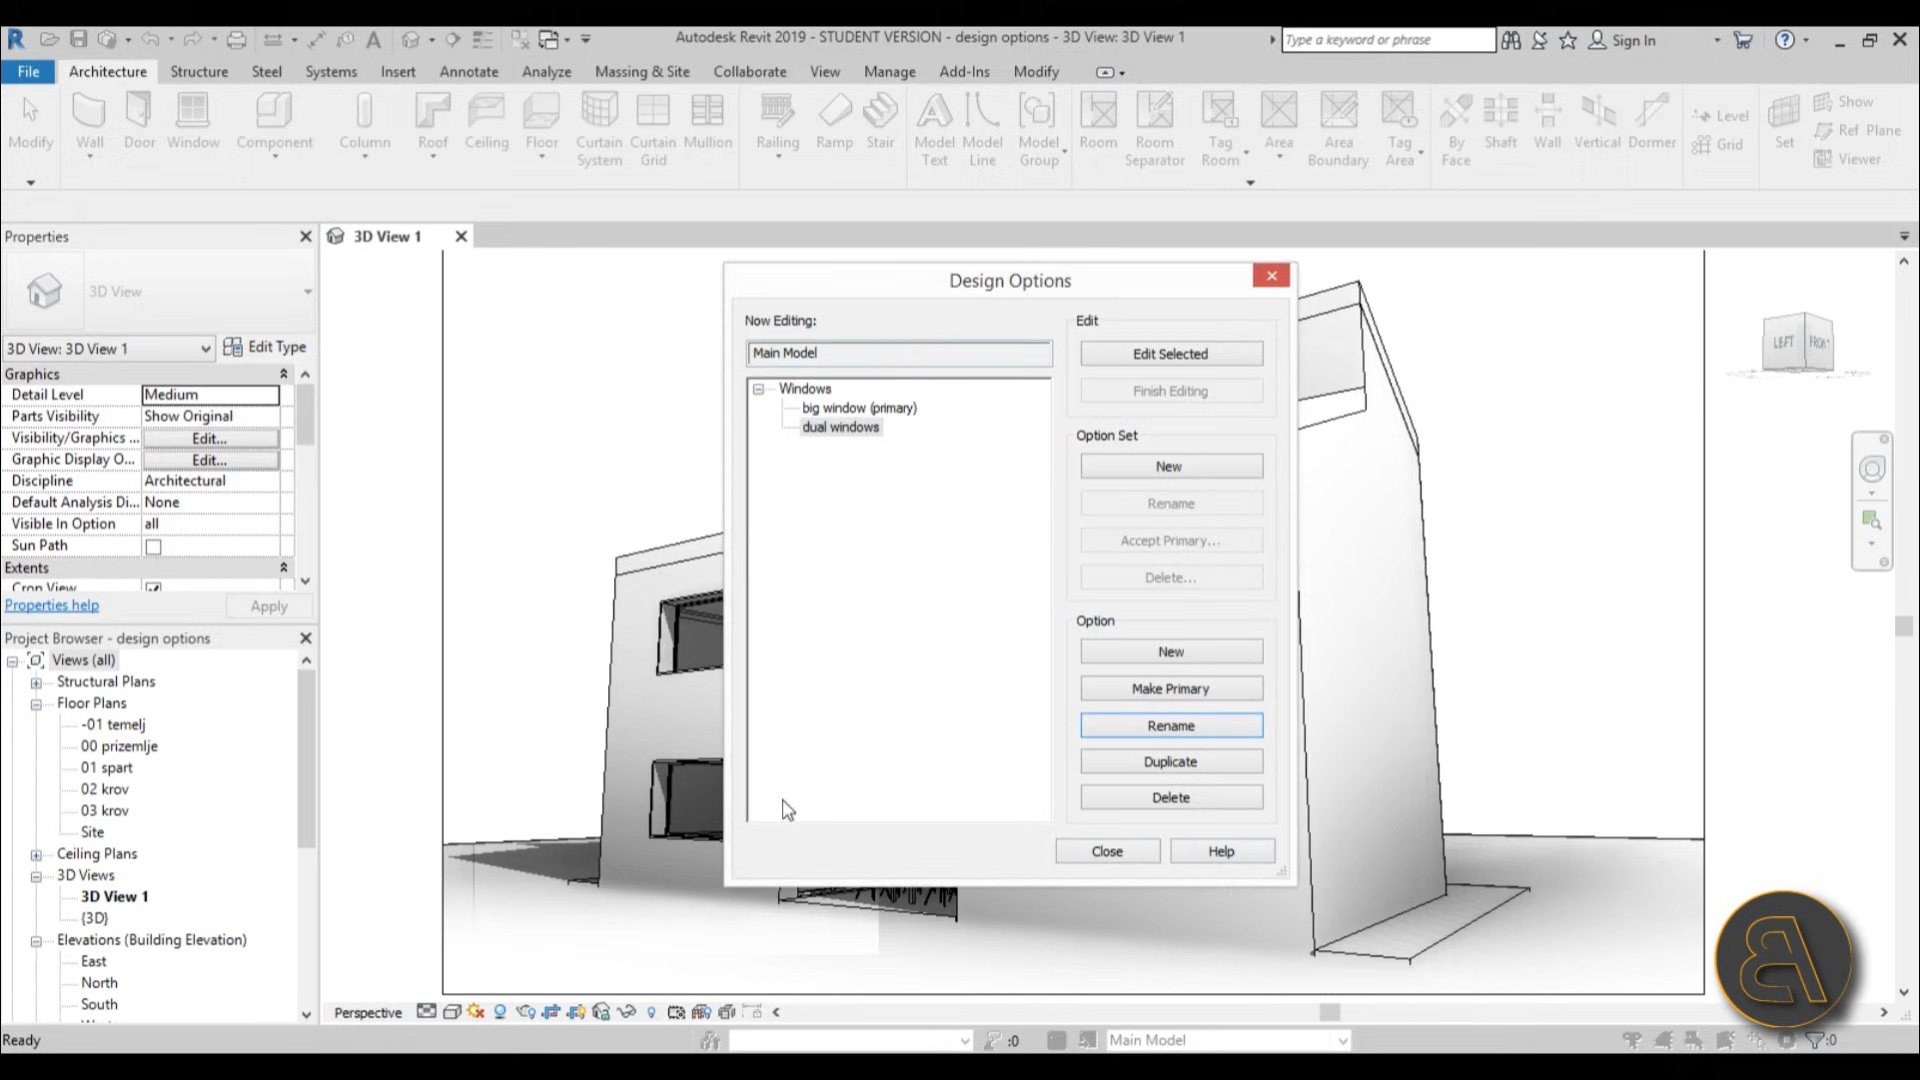 Autodesk Revit 2019 - STUDENT VERSION - design options - 3D View: 3D View 1
Type a keyword or phrase
Sign In
File Architecture Structure Steel Systems Insert Annotate Analyze Massing & Site Collaborate View Manage Add-Ins Modify
Modify Wall Door Window Component Column Roof Ceiling Floor Curtain System Curtain Grid Mullion Railing Ramp Stair Model Text Model Line Model Group Room Room Separator Tag Room Area Area Boundary Tag Area By Face Shaft Wall Vertical Dormer Level Grid Set Show Ref Plane Viewer
Properties
3D View 1
3D View
3D View: 3D View 1
Edit Type
Graphics
Detail Level Medium
Parts Visibility Show Original
Visibility/Graphics ... Edit...
Graphic Display O... Edit...
Discipline Architectural
Default Analysis Di... None
Visible In Option all
Sun Path
Extents
Crop View
Properties help
Apply
Project Browser - design options
Views (all)
Structural Plans
Floor Plans
-01 temelj
00 prizemlje
01 spart
02 krov
03 krov
Site
Ceiling Plans
3D Views
3D View 1
{3D}
Elevations (Building Elevation)
East
North
South
Design Options
Now Editing:
Main Model
Windows
big window (primary)
dual windows
Edit
Edit Selected
Finish Editing
Option Set
New
Rename
Accept Primary...
Delete...
Option
New
Make Primary
Rename
Duplicate
Delete
Close
Help
LEFT
FRONT
Perspective
Ready
:0
Main Model
:0